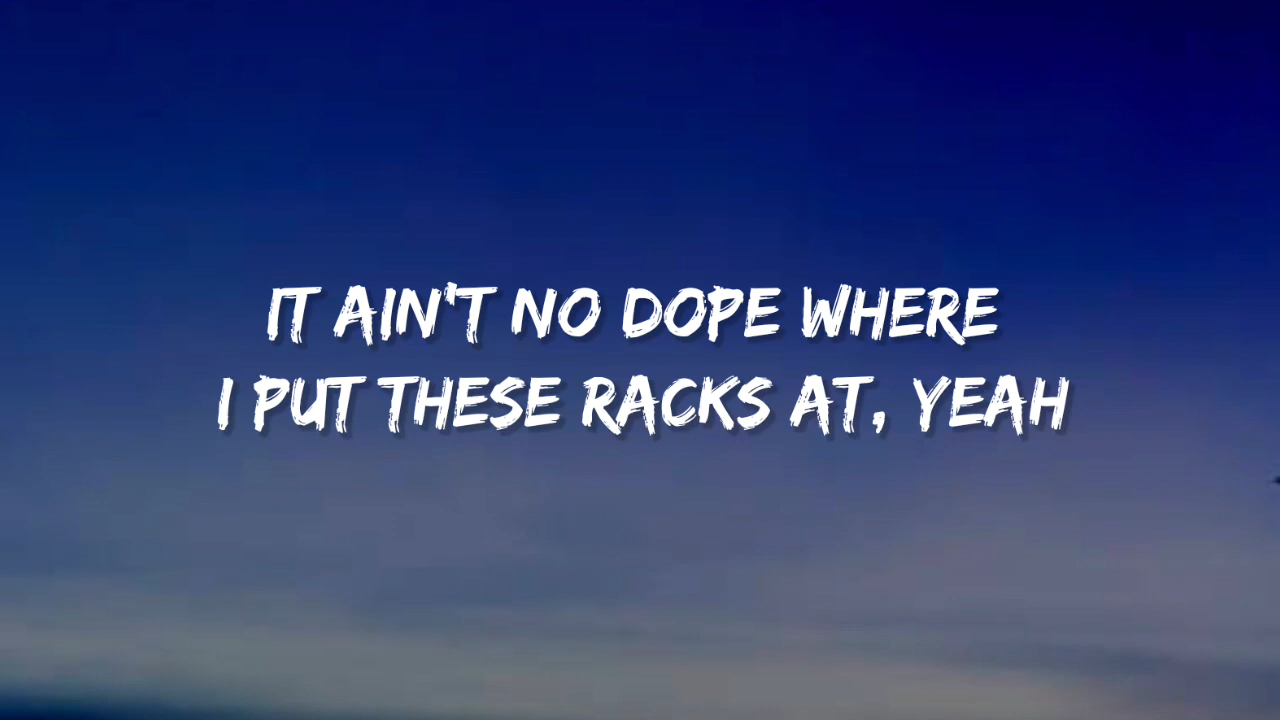 IT AIN'T NO DOPE WHERE
I PUT THESE RACKS AT, YEAH